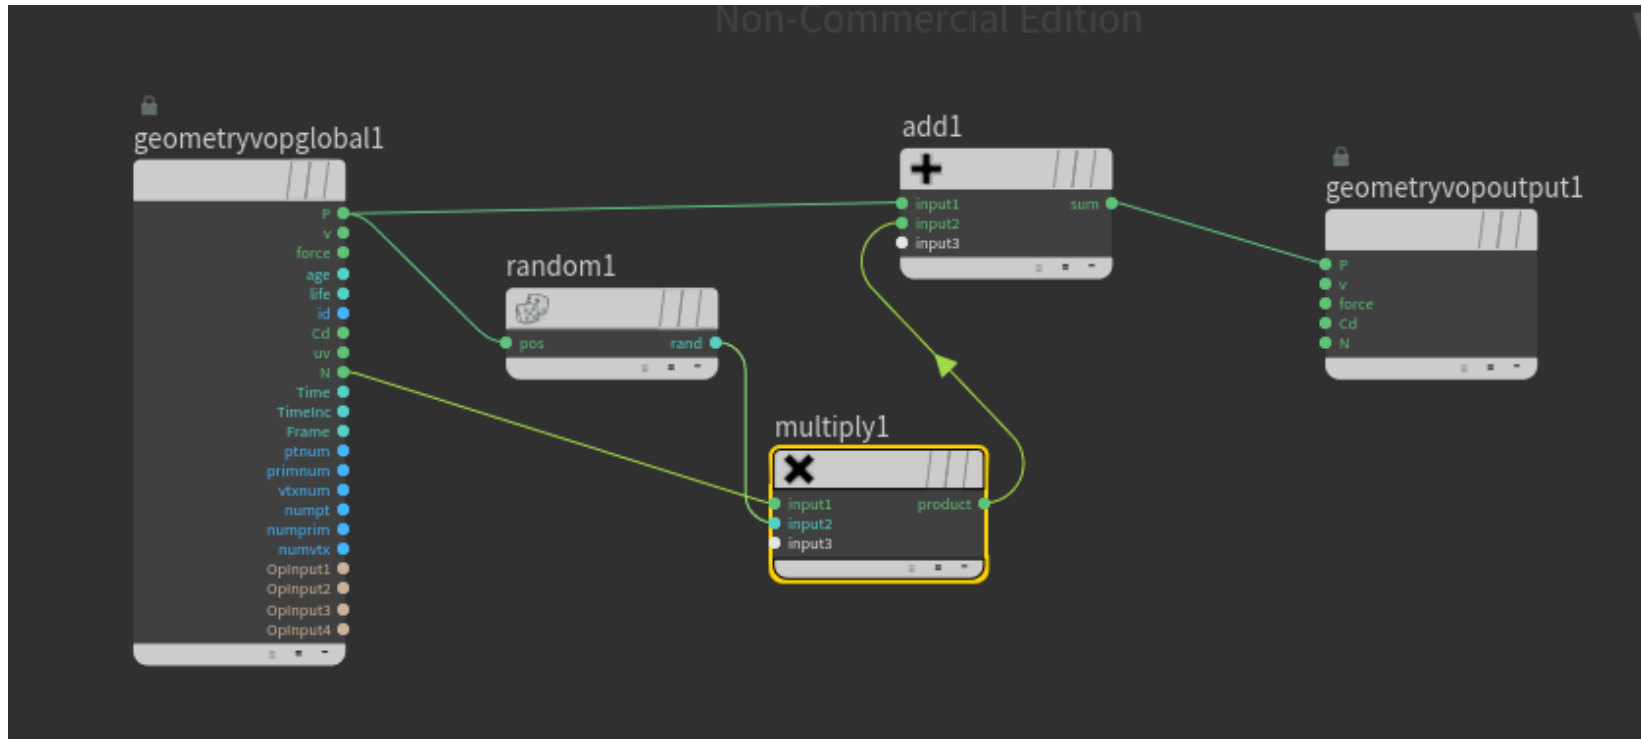 Non-Commercial Edition
geometryvopglobal1
P
v
force
age
life
id
Cd
uv
N
Time
TimeInc
Frame
ptnum
primnum
vtxnum
numpt
numprim
numvtx
OpInput1
OpInput2
OpInput3
OpInput4
random1
pos rand
multiply1
input1 product
input2
input3
add1
input1 sum
input2
input3
geometryvopoutput1
P
v
force
Cd
N